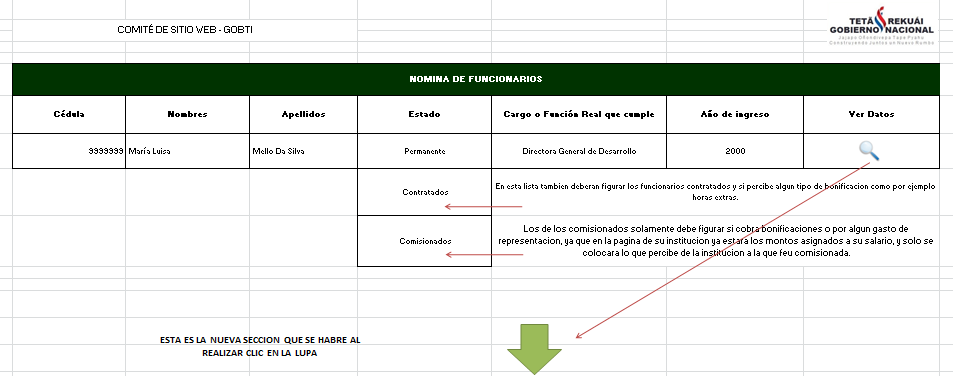 COMITÉ DE SITIO WEB - GOBTI
TETÃ REKUÁI
GOBIERNO NACIONAL
Construyendo Juntos un Nuevo Rumbo
NOMINA DE FUNCIONARIOS
Cédula Nombres Apellidos Estado Cargo o Función Real que cumple Año de ingreso Ver Datos
9999999 María Luisa Mello Da Silva Permanente Directora General de Desarrollo 2000
Contratados
En esta lista tambien deberan figurar los funcionarios contratados y si percibe algun tipo de bonificacion como por ejemplo
horas extras.
Comisionados
Los de los comisionados solamente debe figurar si cobra bonificaciones o por algun gasto de
representacion, ya que en la pagina de su institucion ya estará los montos asignados a su salario, y solo se
colocara lo que percibe de la institucion a la que feu comisionada.
ESTA ES LA NUEVA SECCION QUE SE HABRE AL
REALIZAR CLIC EN LA LUPA